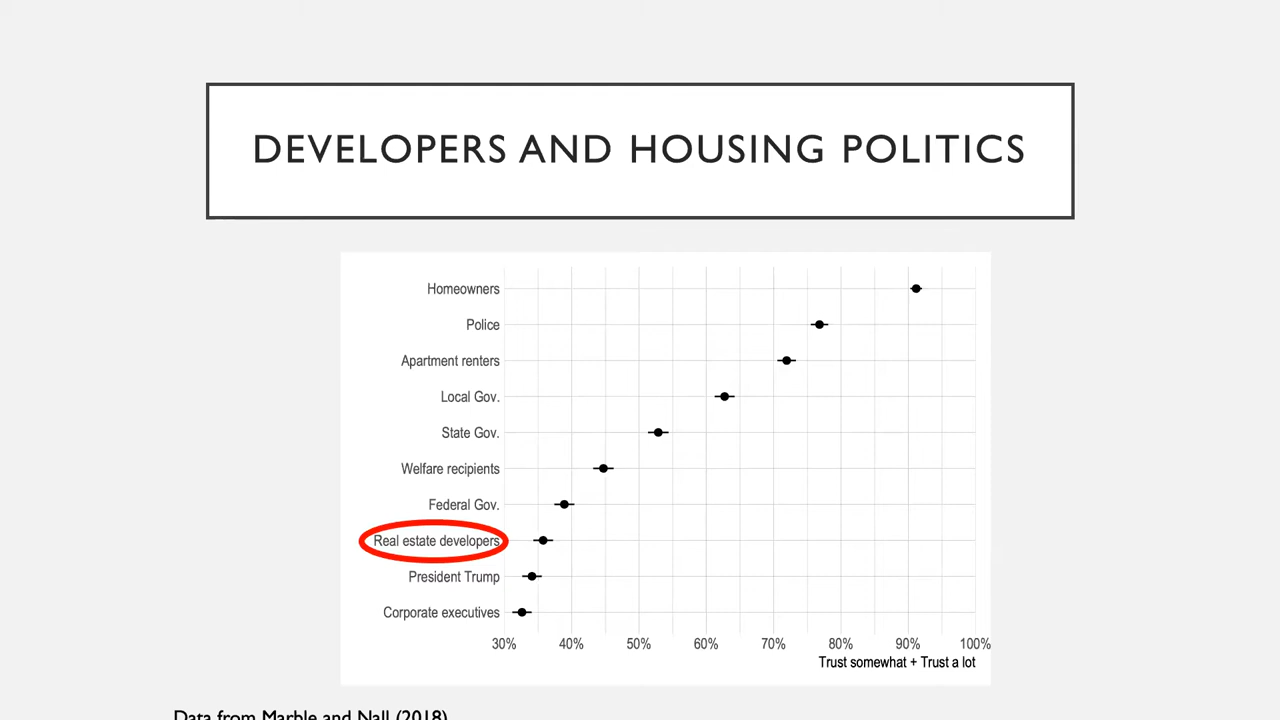 DEVELOPERS AND HOUSING POLITICS
Homeowners
Police
Apartment renters
Local Gov.
State Gov.
Welfare recipients
Federal Gov.
Real estate developers
President Trump
Corporate executives
30% 40% 50% 60% 70% 80% 90% 100%
Trust somewhat + Trust a lot
Data from Marble and Nall (2018)